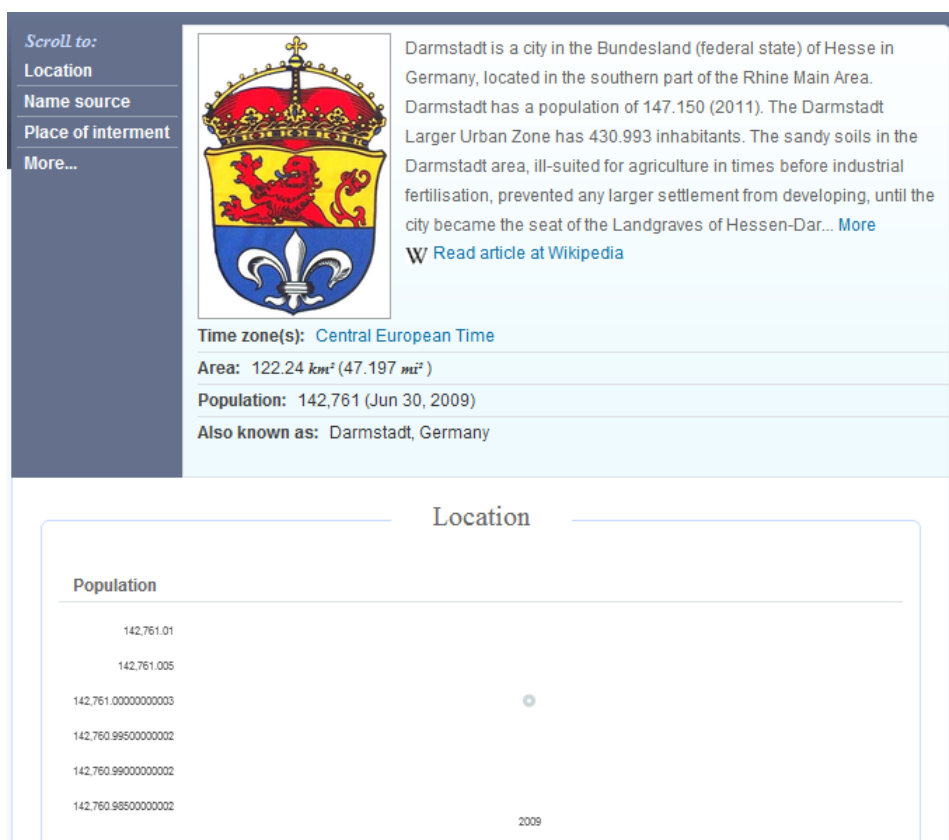 Scroll to:
Location
Name source
Place of interment
More...
Darmstadt is a city in the Bundesland (federal state) of Hesse in
Germany, located in the southern part of the Rhine Main Area.
Darmstadt has a population of 147.150 (2011). The Darmstadt
Larger Urban Zone has 430.993 inhabitants. The sandy soils in the
Darmstadt area, ill-suited for agriculture in times before industrial
fertilisation, prevented any larger settlement from developing, until the
city became the seat of the Landgraves of Hessen-Dar... More
W Read article at Wikipedia
Time zone(s): Central European Time
Area: 122.24 km² (47.197 mi² )
Population: 142,761 (Jun 30, 2009)
Also known as: Darmstadt, Germany
Location
Population
142,761.01
142,761.005
142,761.00000000003
142,760.99500000002
142,760.99000000002
142,760.98500000002
2009